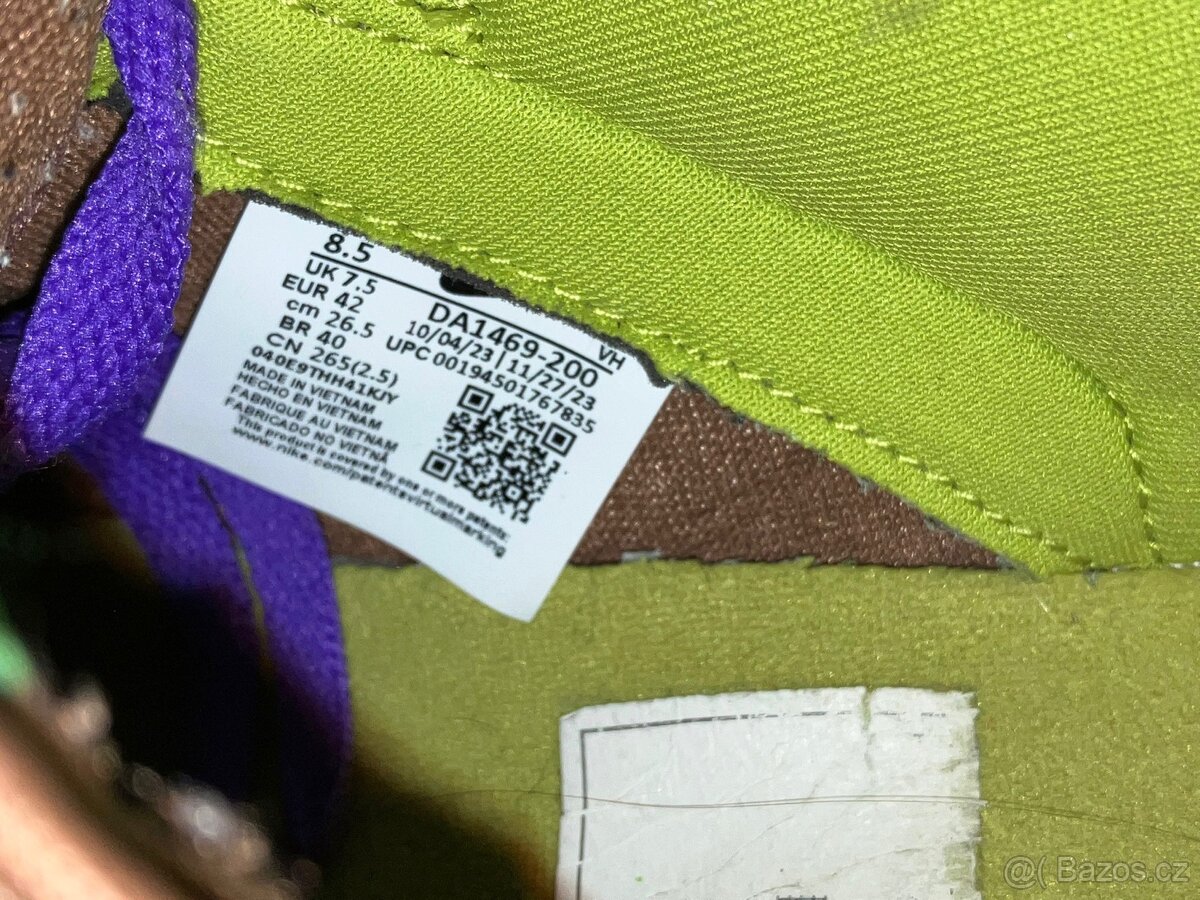 8.5
UK 7.5
EUR 42
cm 26.5
BR 40
CN 265(2.5)
VH
DA1469-200
10/04/23 | 11/27/23
UPC 00194501767835
040E9THH41KJY
MADE IN VIETNAM
HECHO EN VIETNAM
FABRIQUE AU VIETNAM
FABRICADO NO VIETNÃ
This product is covered by one or more patents:
www.nike.com/patentsvirtualmarking
@( Bazos.cz